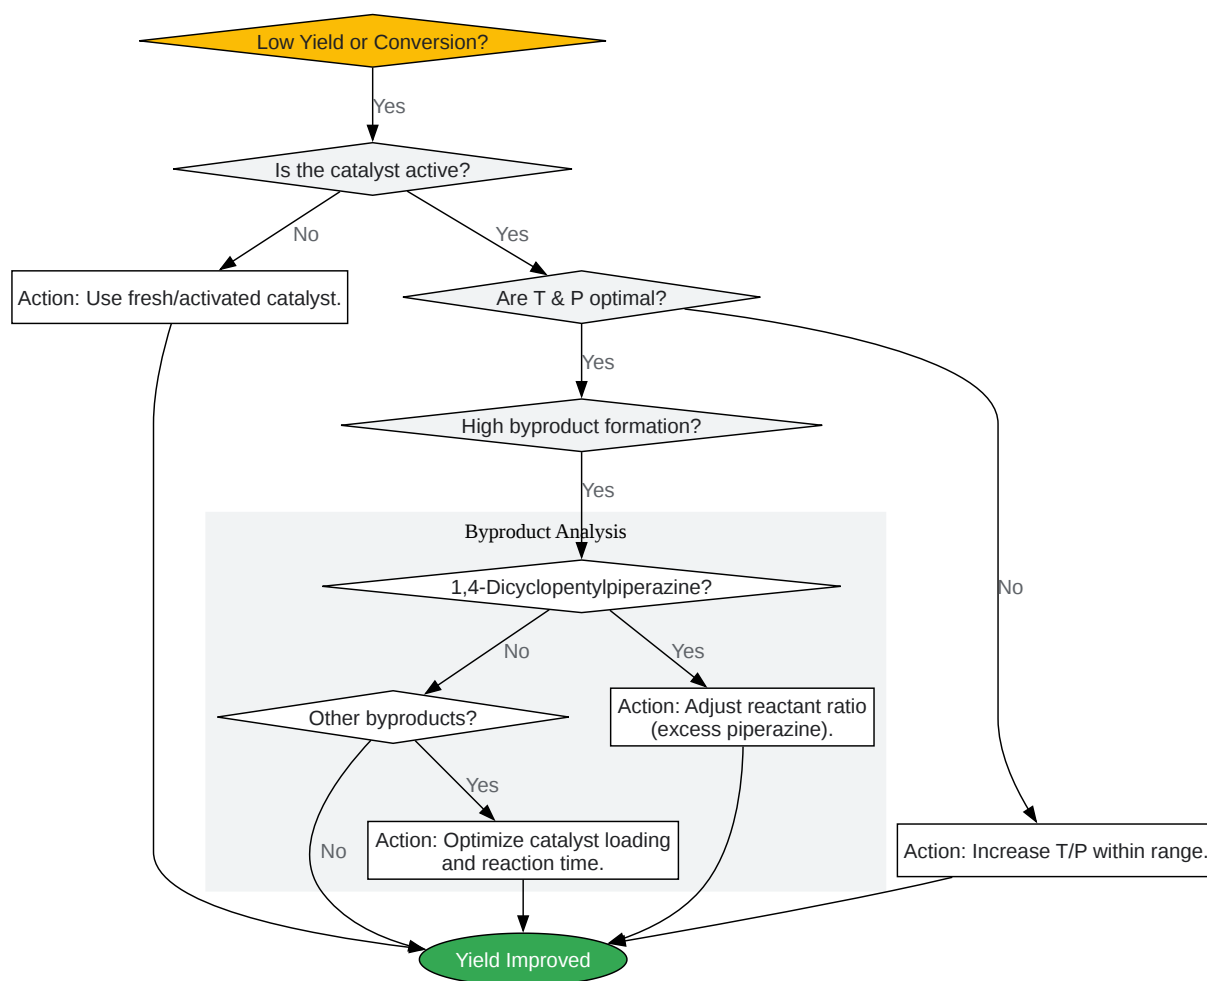 Low Yield or Conversion?
Yes
Is the catalyst active?
No
Yes
Action: Use fresh/activated catalyst.
Are T & P optimal?
Yes
High byproduct formation?
Yes
Byproduct Analysis
1,4-Dicyclopentylpiperazine?
No
No
Yes
Action: Adjust reactant ratio
(excess piperazine).
Other byproducts?
Yes
No
Action: Optimize catalyst loading
and reaction time.
Action: Increase T/P within range.
Yield Improved